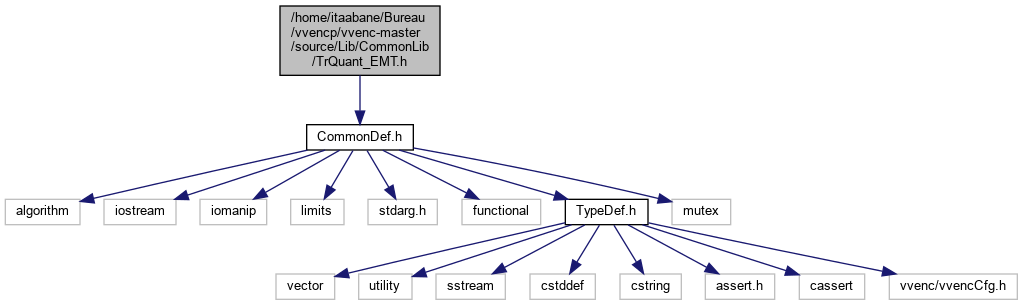 /home/itaabane/Bureau
/vvencp/vvenc-master
/source/Lib/CommonLib
/TrQuant_EMT.h
CommonDef.h
algorithm
iostream
iomanip
limits
stdarg.h
functional
TypeDef.h
mutex
vector
utility
sstream
cstddef
cstring
assert.h
cassert
vvenc/vvencCfg.h